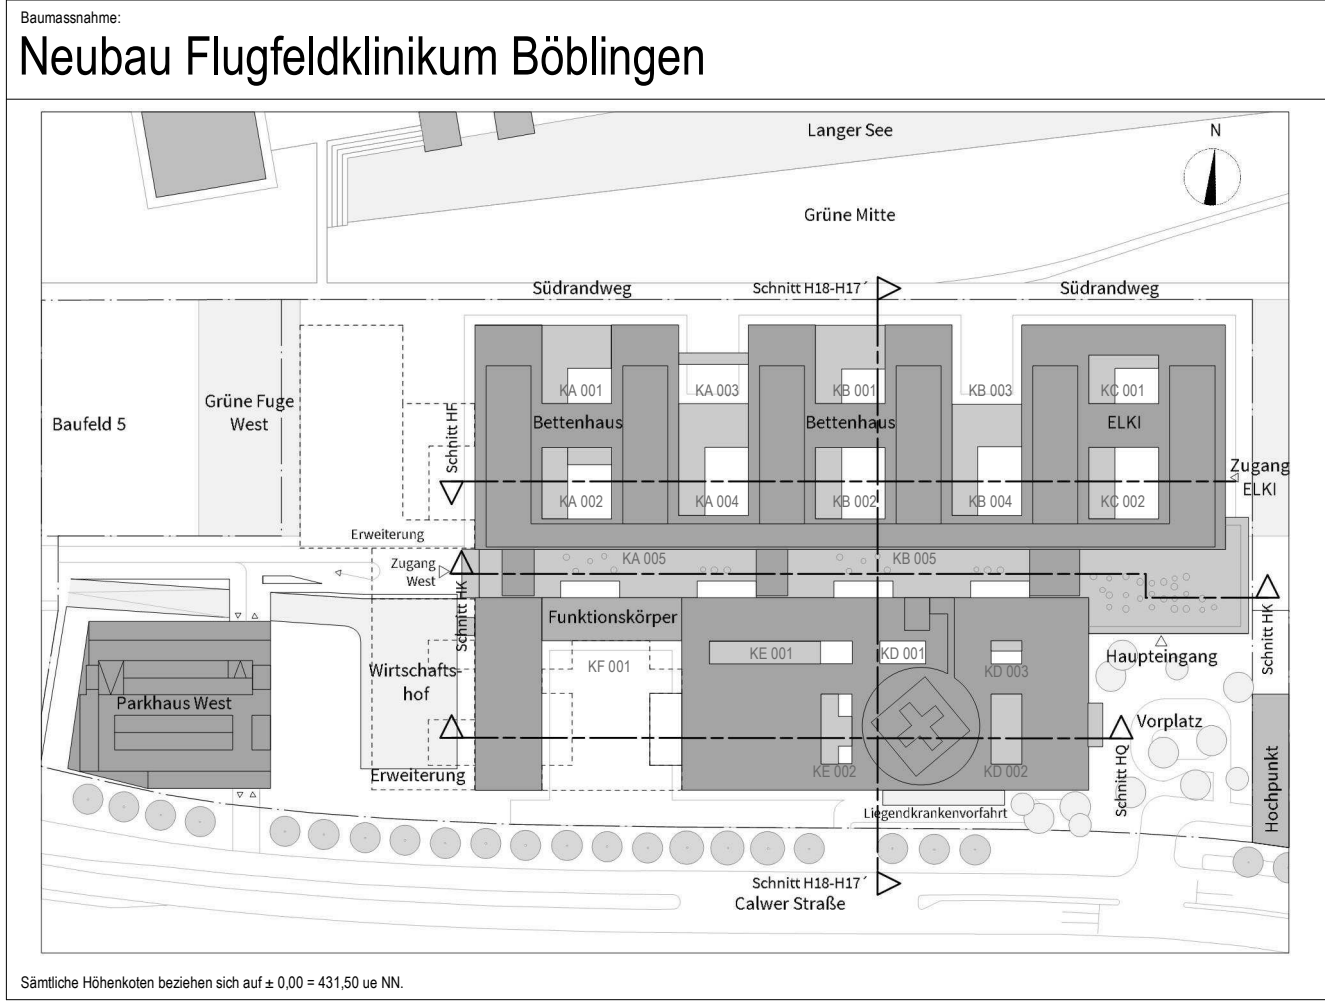 Baumassnahme:
Neubau Flugfeldklinikum Böblingen
Langer See
N
Grüne Mitte
Südrandweg
Schnitt H18-H17´
Südrandweg
KA 001
KA 003
KB 001
KB 003
KC 001
Grüne Fuge
West
Baufeld 5
Schnitt HF
Bettenhaus
Bettenhaus
ELKI
Zugang
ELKI
KA 002
KA 004
KB 002
KB 004
KC 002
Erweiterung
Zugang
West
KA 005
KB 005
Schnitt HK
Schnitt HK
Funktionskörper
KE 001
KD 001
KD 003
Haupteingang
KF 001
Wirtschafts-
hof
Parkhaus West
Vorplatz
Erweiterung
KE 002
KD 002
Schnitt HQ
Hochpunkt
Liegendkrankenvorfahrt
Schnitt H18-H17´
Calwer Straße
Sämtliche Höhenkoten beziehen sich auf ± 0,00 = 431,50 ue NN.